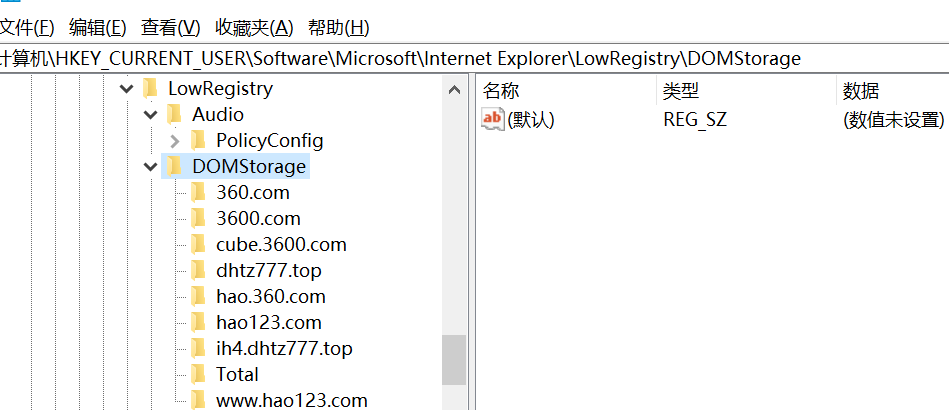 文件(F) 编辑(E) 查看(V) 收藏夹(A) 帮助(H)
计算机\HKEY_CURRENT_USER\Software\Microsoft\Internet Explorer\LowRegistry\DOMStorage
LowRegistry
Audio
PolicyConfig
DOMStorage
360.com
3600.com
cube.3600.com
dhtz777.top
hao.360.com
hao123.com
ih4.dhtz777.top
Total
www.hao123.com
名称 类型 数据
ab (默认) REG_SZ (数值未设置)